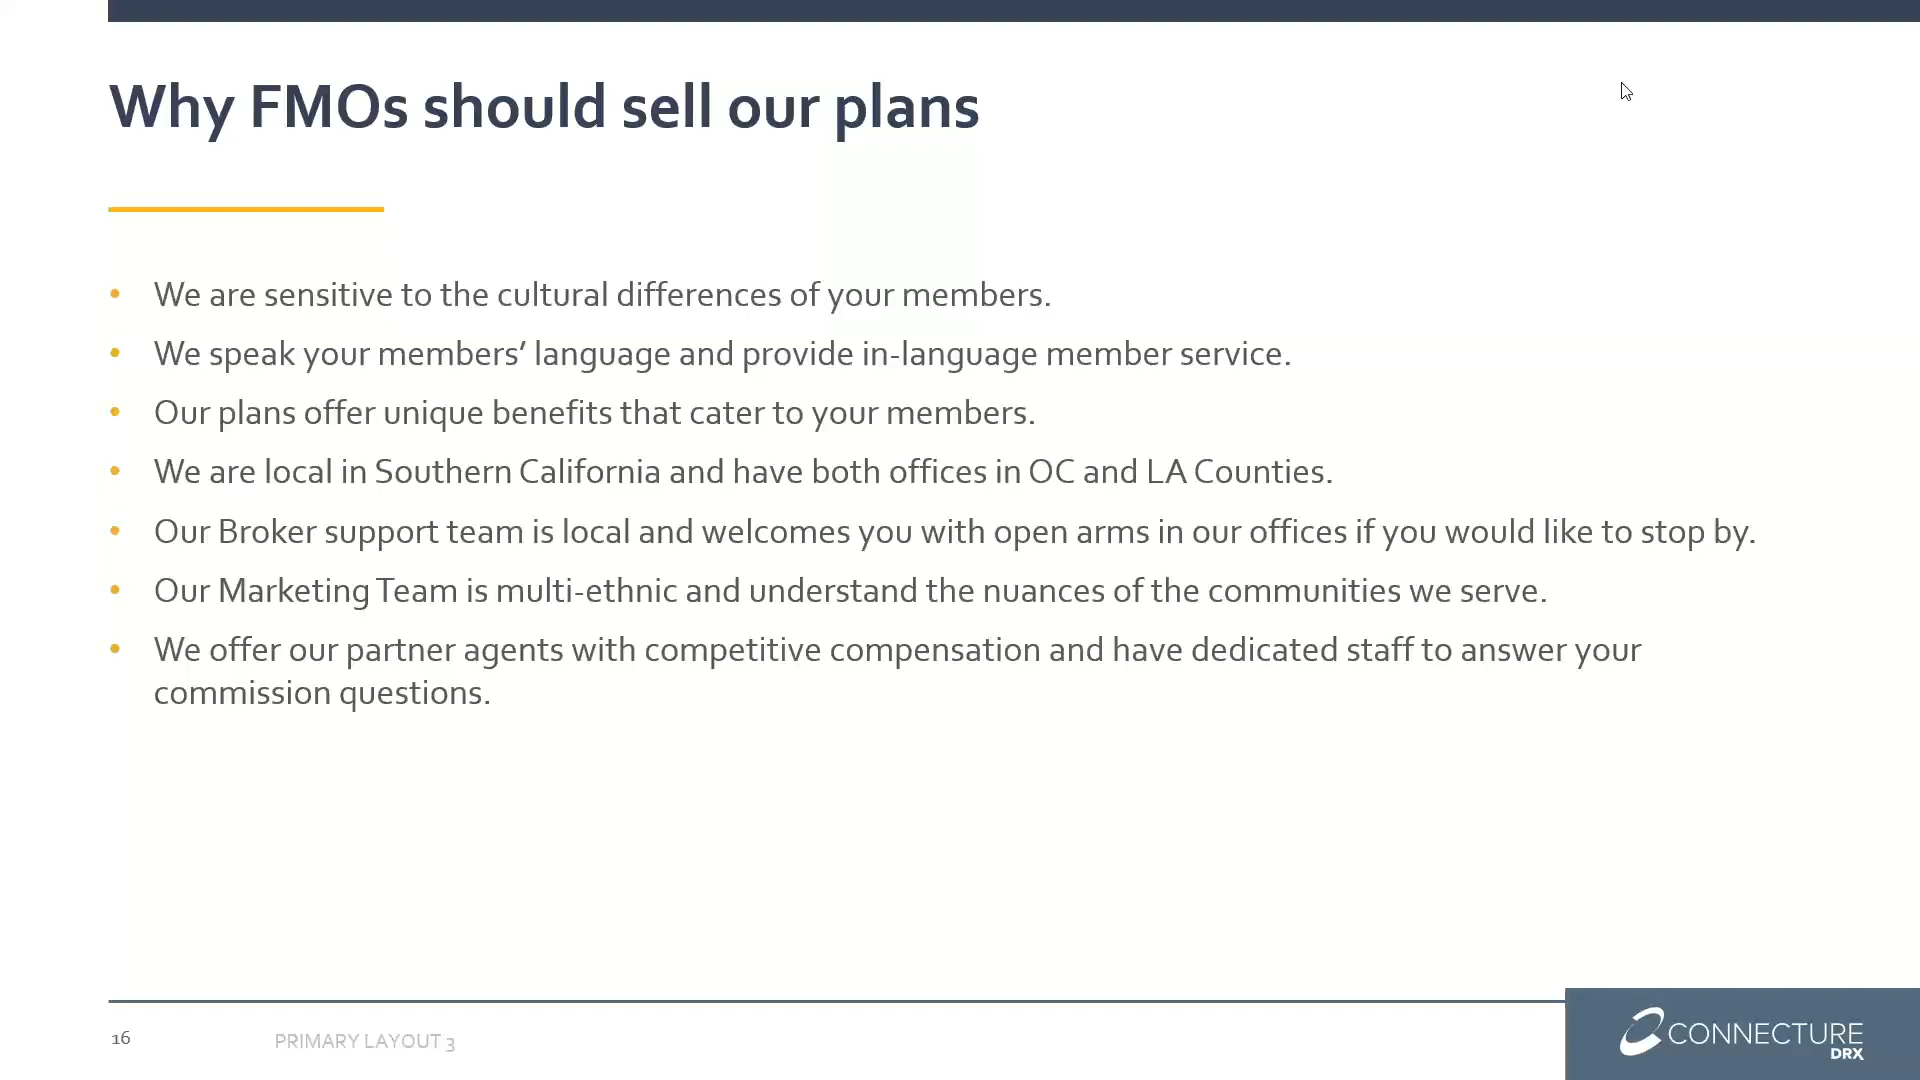 Why FMOs should sell our plans
• We are sensitive to the cultural differences of your members.
• We speak your members’ language and provide in-language member service.
• Our plans offer unique benefits that cater to your members.
• We are local in Southern California and have both offices in OC and LA Counties.
• Our Broker support team is local and welcomes you with open arms in our offices if you would like to stop by.
• Our Marketing Team is multi-ethnic and understand the nuances of the communities we serve.
• We offer our partner agents with competitive compensation and have dedicated staff to answer your
commission questions.
16
PRIMARY LAYOUT 3
CONNECTURE
DRX